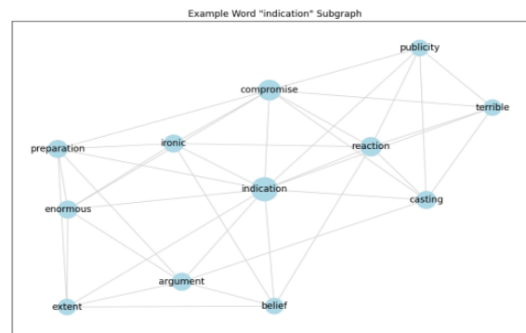 Example Word "indication" Subgraph
publicity
compromise
terrible
ironic
reaction
preparation
indication
casting
enormous
argument
extent
belief